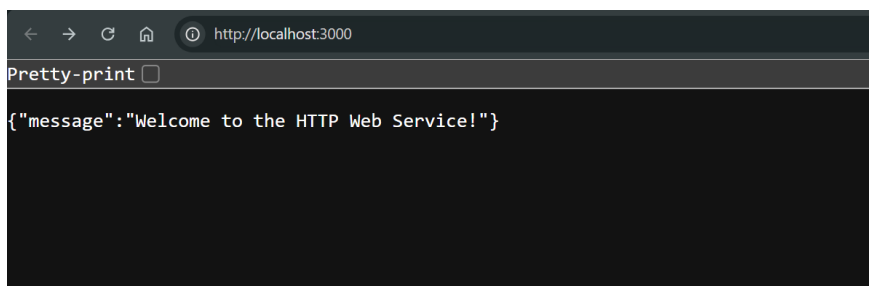 http://localhost:3000
Pretty-print
{"message":"Welcome to the HTTP Web Service!"}